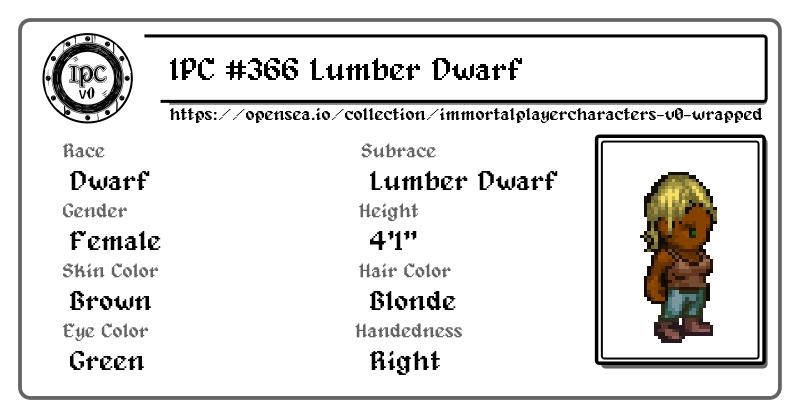 IPC
v0
IPC #366 Lumber Dwarf
https://opensea.io/collection/immortalplayercharacters-v0-wrapped
Race
Dwarf
Subrace
Lumber Dwarf
Gender
Female
Height
4'1"
Skin Color
Brown
Hair Color
Blonde
Eye Color
Green
Handedness
Right